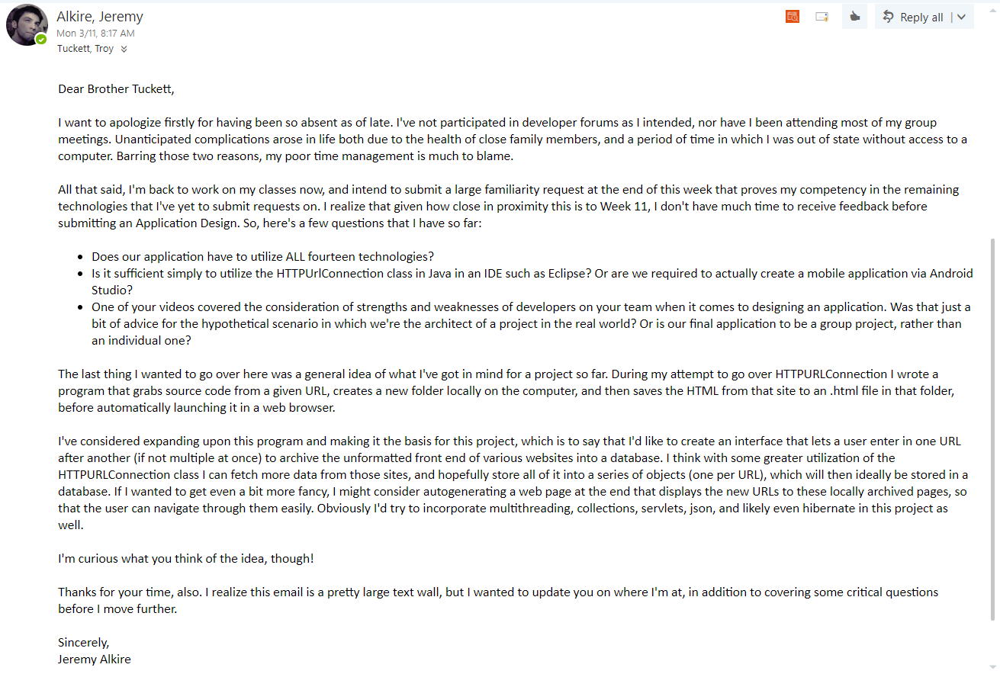 Alkire, Jeremy
Mon 3/11, 8:17 AM
Tuckett, Troy
Reply all
Dear Brother Tuckett,
I want to apologize firstly for having been so absent as of late. I've not participated in developer forums as I intended, nor have I been attending most of my group
meetings. Unanticipated complications arose in life both due to the health of close family members, and a period of time in which I was out of state without access to a
computer. Barring those two reasons, my poor time management is much to blame.
All that said, I'm back to work on my classes now, and intend to submit a large familiarity request at the end of this week that proves my competency in the remaining
technologies that I've yet to submit requests on. I realize that given how close in proximity this is to Week 11, I don't have much time to receive feedback before
submitting an Application Design. So, here's a few questions that I have so far:
• Does our application have to utilize ALL fourteen technologies?
• Is it sufficient simply to utilize the HTTPUrlConnection class in Java in an IDE such as Eclipse? Or are we required to actually create a mobile application via Android
Studio?
• One of your videos covered the consideration of strengths and weaknesses of developers on your team when it comes to designing an application. Was that just a
bit of advice for the hypothetical scenario in which we're the architect of a project in the real world? Or is our final application to be a group project, rather than
an individual one?
The last thing I wanted to go over here was a general idea of what I've got in mind for a project so far. During my attempt to go over HTTPURLConnection I wrote a
program that grabs source code from a given URL, creates a new folder locally on the computer, and then saves the HTML from that site to an .html file in that folder,
before automatically launching it in a web browser.
I've considered expanding upon this program and making it the basis for this project, which is to say that I'd like to create an interface that lets a user enter in one URL
after another (if not multiple at once) to archive the unformatted front end of various websites into a database. I think with some greater utilization of the
HTTPURLConnection class I can fetch more data from those sites, and hopefully store all of it into a series of objects (one per URL), which will then ideally be stored in a
database. If I wanted to get even a bit more fancy, I might consider autogenerating a web page at the end that displays the new URLs to these locally archived pages, so
that the user can navigate through them easily. Obviously I'd try to incorporate multithreading, collections, servlets, json, and likely even hibernate in this project as
well.
I'm curious what you think of the idea, though!
Thanks for your time, also. I realize this email is a pretty large text wall, but I wanted to update you on where I'm at, in addition to covering some critical questions
before I move further.
Sincerely,
Jeremy Alkire